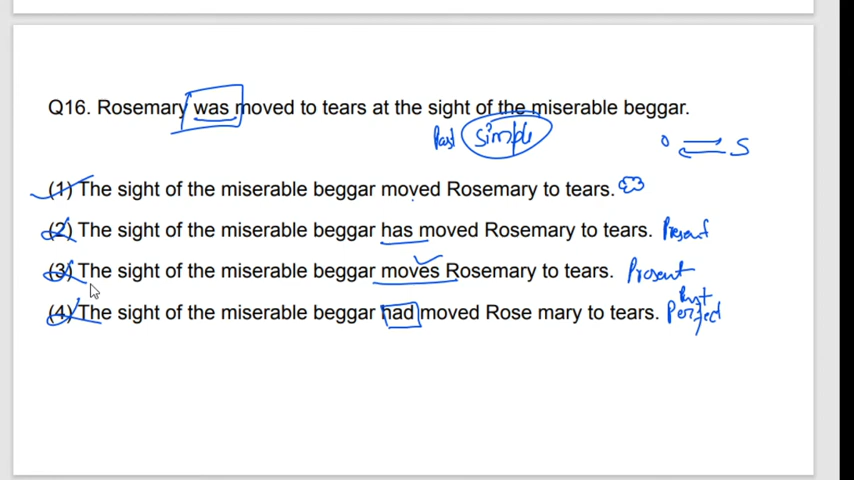 Q16. Rosemary was moved to tears at the sight of the miserable beggar.
Past simple
O S
(1) The sight of the miserable beggar moved Rosemary to tears.
(2) The sight of the miserable beggar has moved Rosemary to tears. Present
(3) The sight of the miserable beggar moves Rosemary to tears. Present
(4) The sight of the miserable beggar had moved Rose mary to tears. Past Perfect